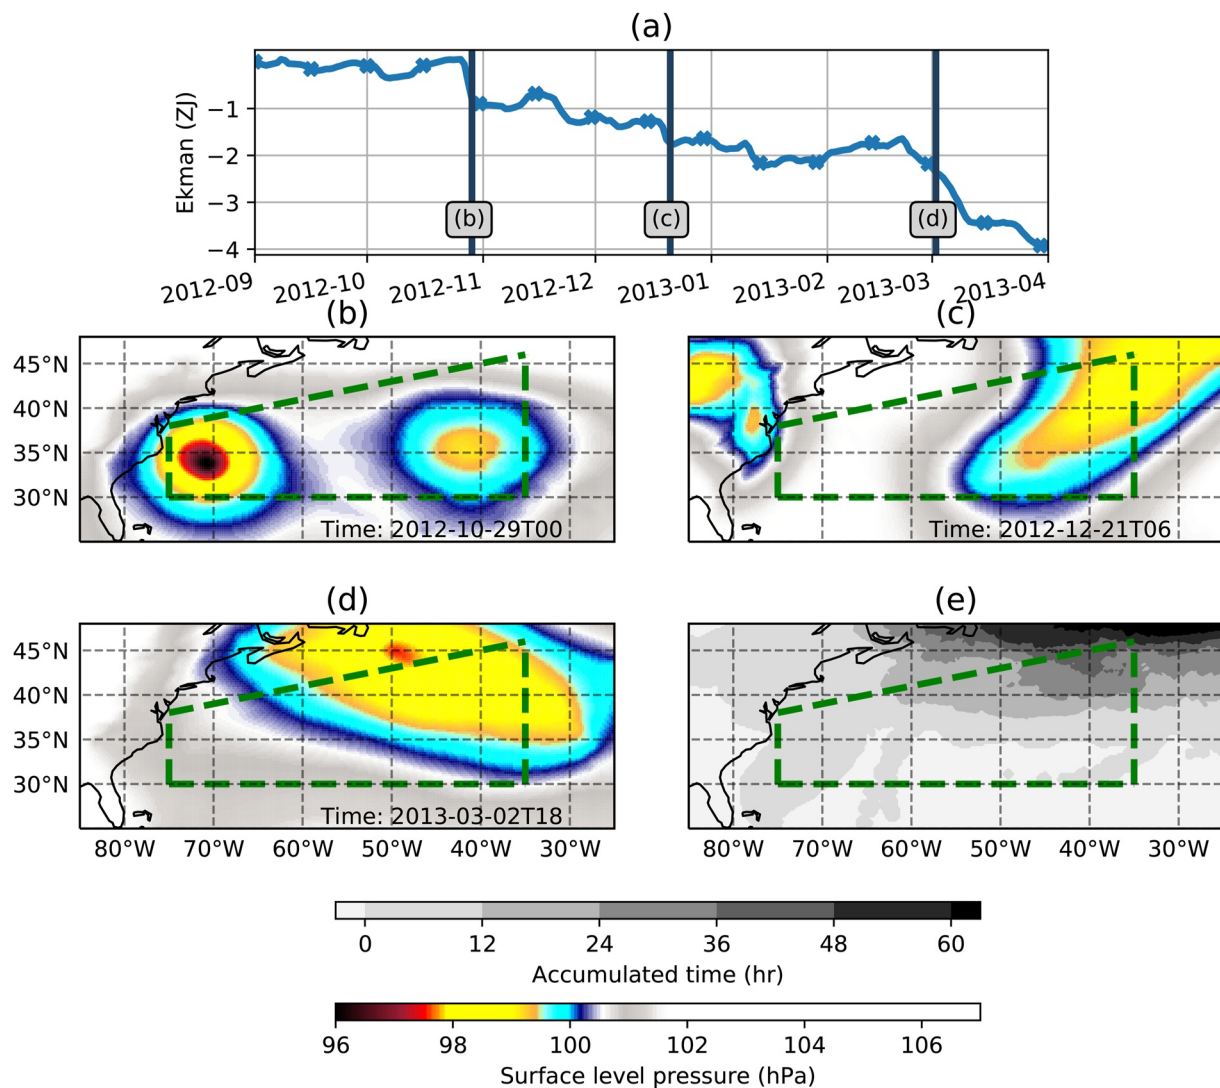 (a)
Ekman (ZJ)
−1
−2
−3
−4
(b) (c) (d)
2012-09 2012-10 2012-11 2012-12 2013-01 2013-02 2013-03 2013-04
(b) (c)
45°N
40°N
35°N
30°N
Time: 2012-10-29T00 Time: 2012-12-21T06
(d) (e)
45°N
40°N
35°N
30°N
Time: 2013-03-02T18
80°W 70°W 60°W 50°W 40°W 30°W 80°W 70°W 60°W 50°W 40°W 30°W
0 12 24 36 48 60
Accumulated time (hr)
96 98 100 102 104 106
Surface level pressure (hPa)